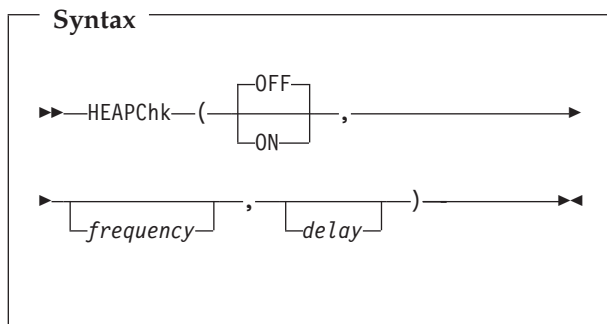 Syntax
OFF
HEAPChk ( ,
ON
, )
frequency delay